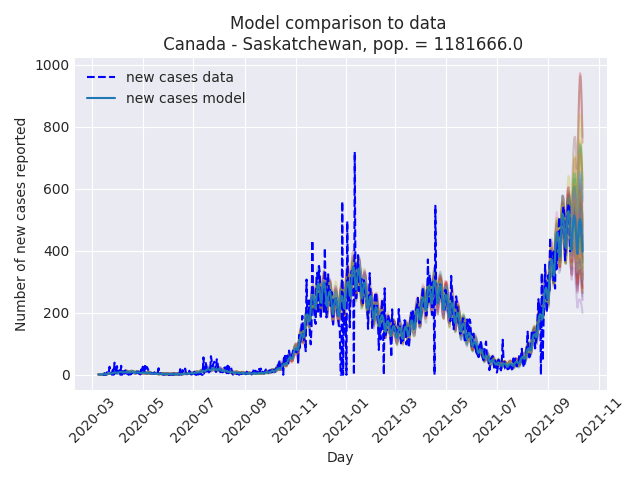 Model comparison to data
Canada - Saskatchewan, pop. = 1181666.0
new cases data
new cases model
Number of new cases reported
1000
800
600
400
200
0
2020-03
2020-05
2020-07
2020-09
2020-11
2021-01
2021-03
2021-05
2021-07
2021-09
2021-11
Day